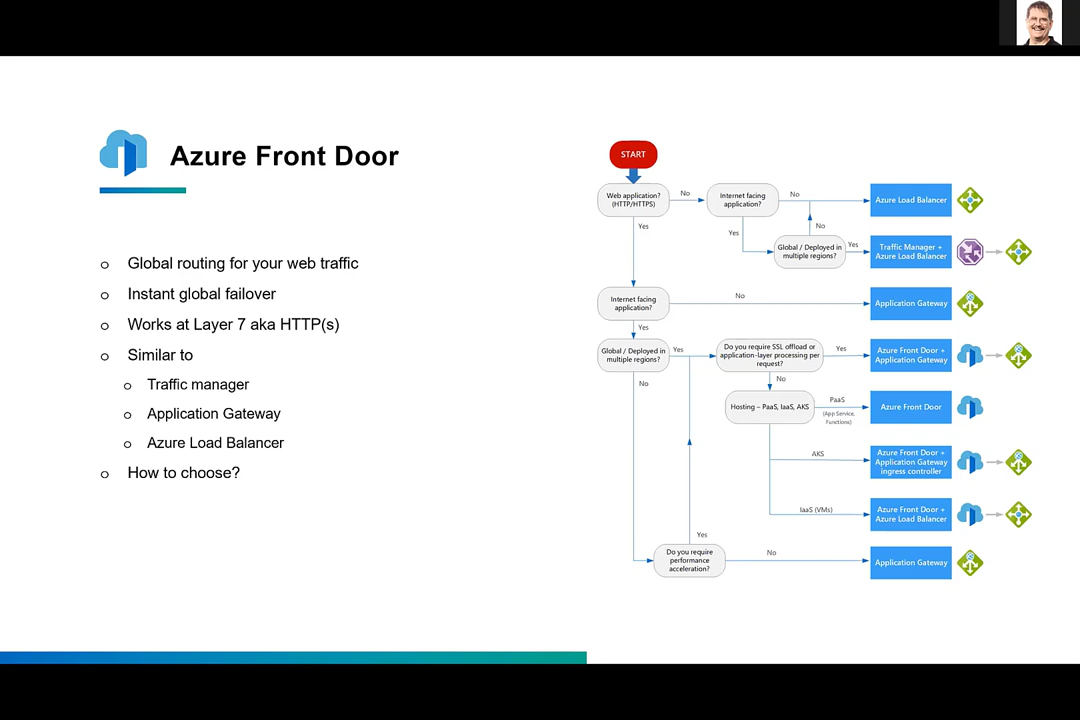 Azure Front Door
o Global routing for your web traffic
o Instant global failover
o Works at Layer 7 aka HTTP(s)
o Similar to
o Traffic manager
o Application Gateway
o Azure Load Balancer
o How to choose?
START
Web application?
(HTTP/HTTPS)
No
Internet facing
application?
No
Azure Load Balancer
Yes
Yes
No
Global / Deployed in
multiple regions?
Yes
Traffic Manager +
Azure Load Balancer
Internet facing
application?
No
Application Gateway
Yes
Global / Deployed in
multiple regions?
Yes
Do you require SSL offload or
application-layer processing per
request?
Yes
Azure Front Door +
Application Gateway
No
No
Hosting – PaaS, IaaS, AKS
PaaS
(App Service,
Functions)
Azure Front Door
AKS
Azure Front Door +
Application Gateway
ingress controller
IaaS (VMs)
Azure Front Door +
Azure Load Balancer
Yes
Do you require
performance
acceleration?
No
Application Gateway